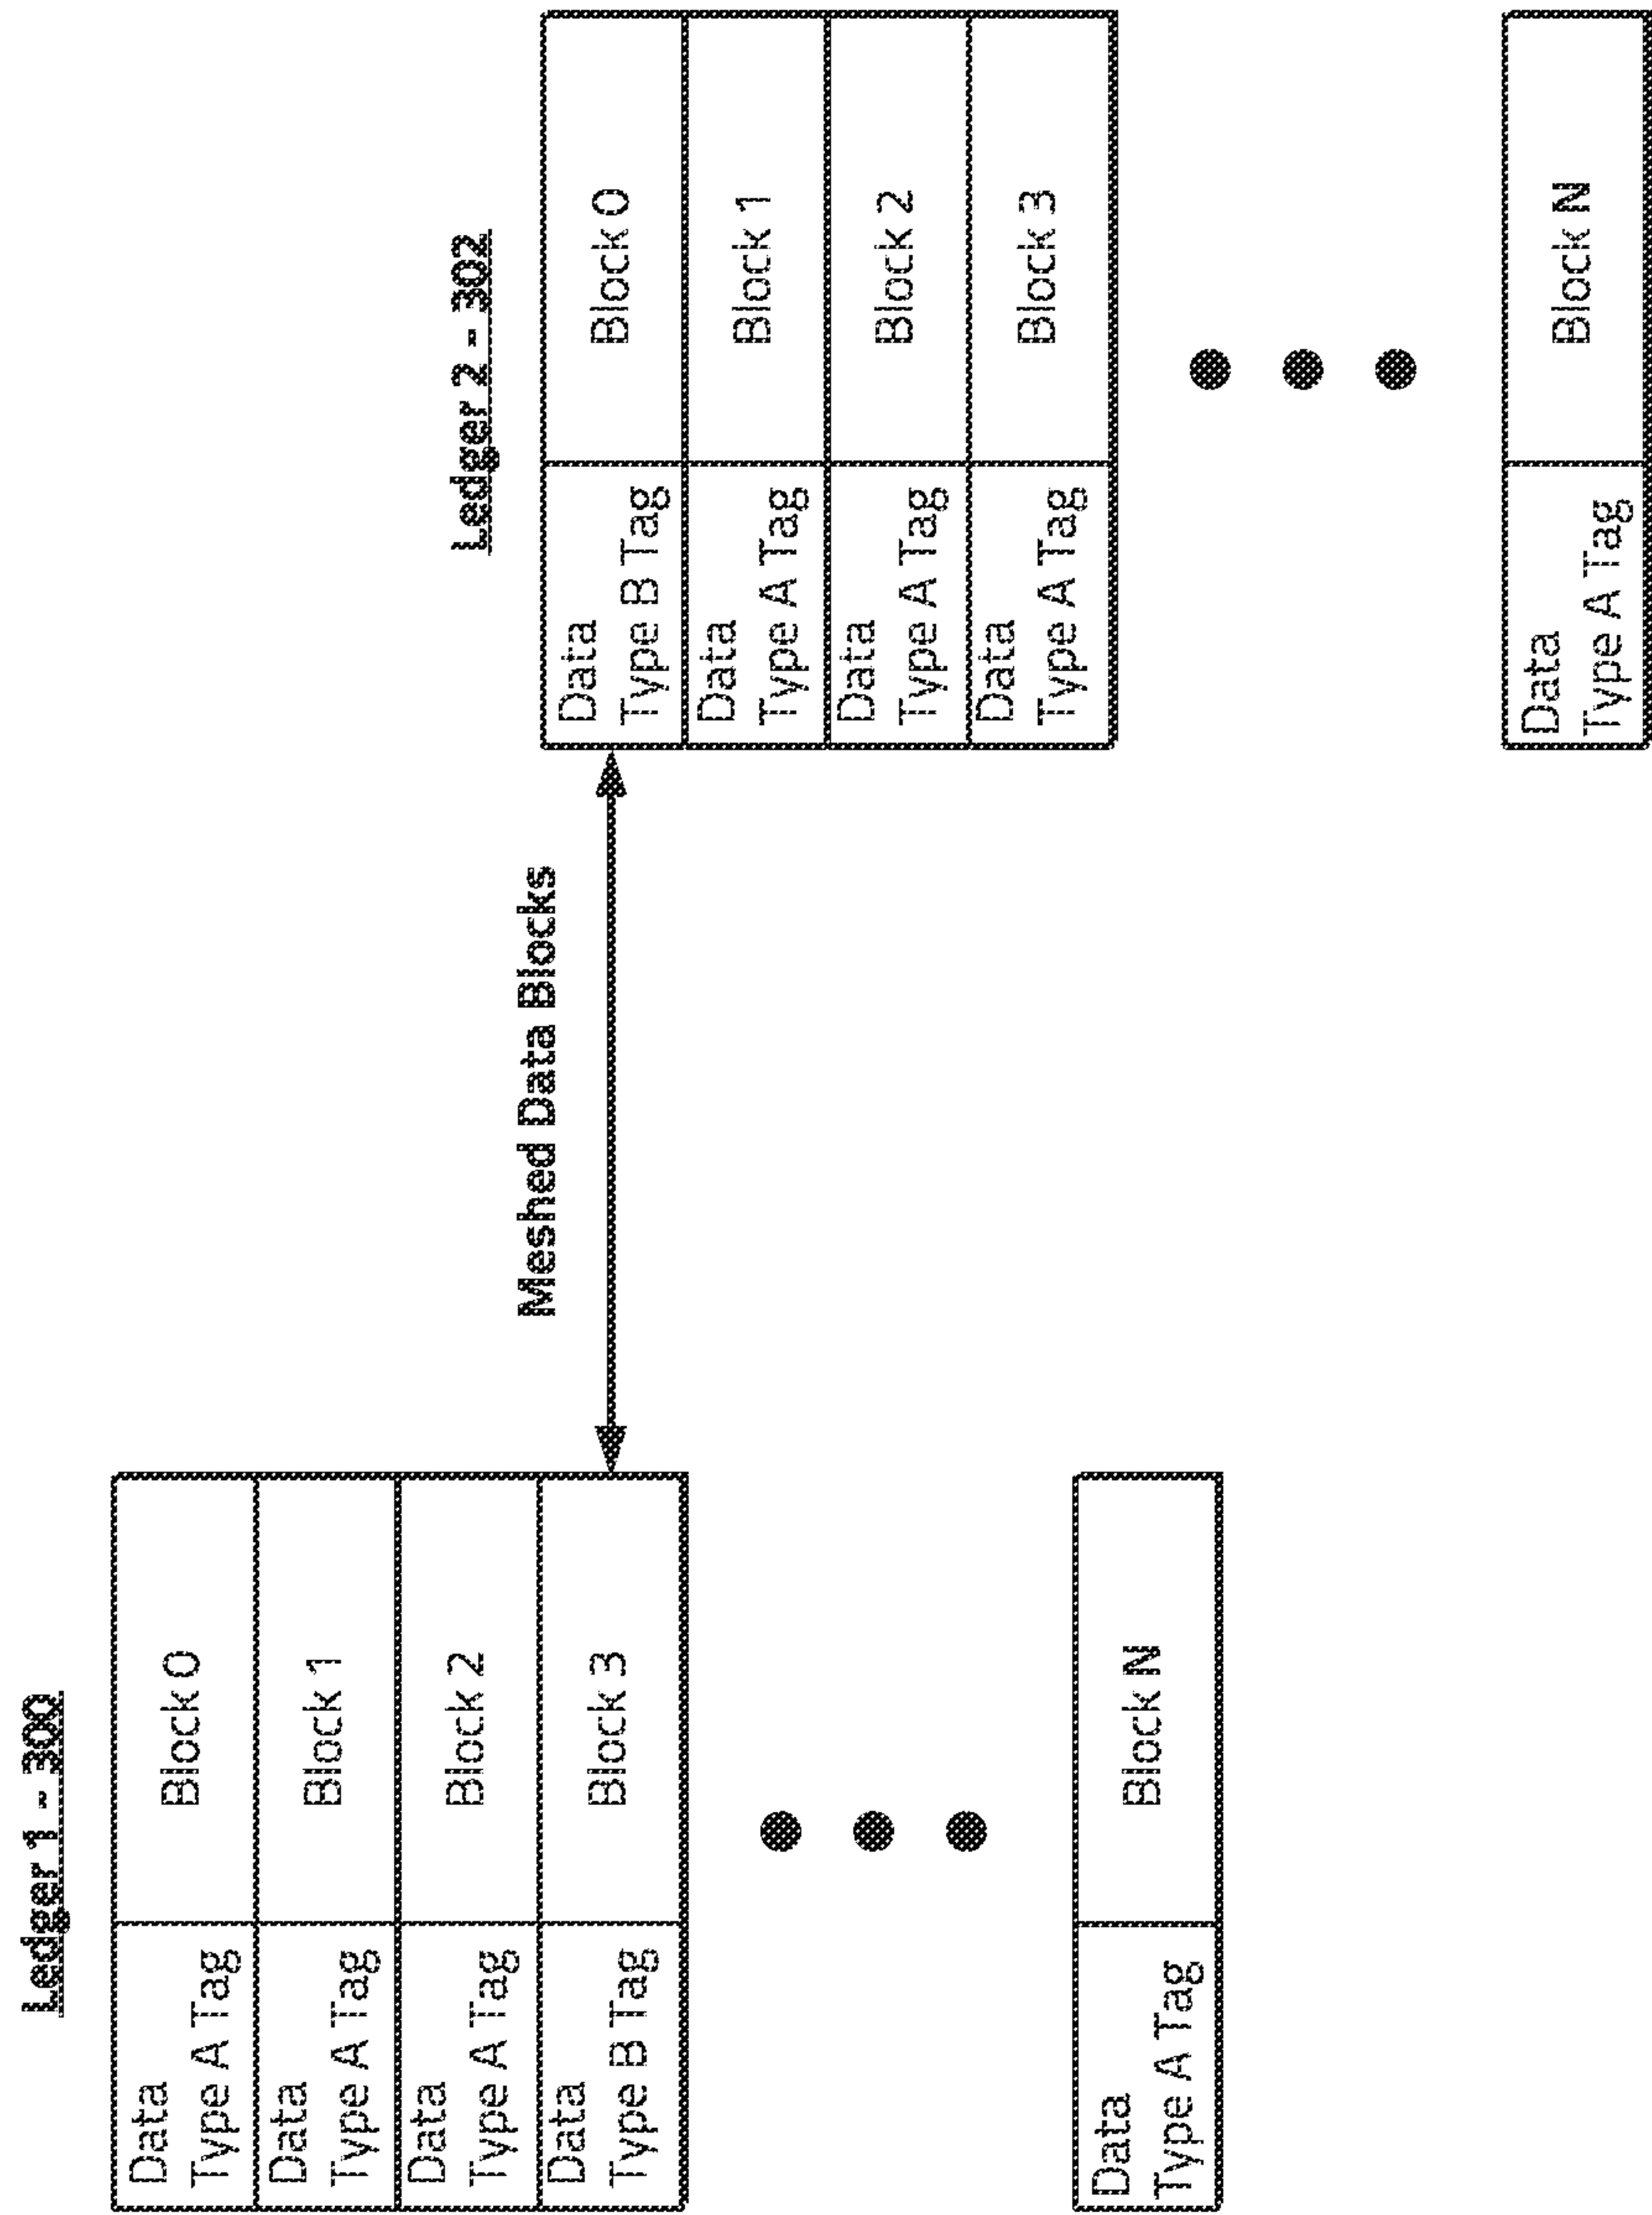 Ledger 1 - 300
Data
Type A Tag
Block 0
Data
Type A Tag
Block 1
Data
Type A Tag
Block 2
Data
Type B Tag
Block 3
Data
Type A Tag
Block N
Meshed Data Blocks
Ledger 2 - 302
Data
Type B Tag
Block 0
Data
Type A Tag
Block 1
Data
Type A Tag
Block 2
Data
Type A Tag
Block 3
Data
Type A Tag
Block N